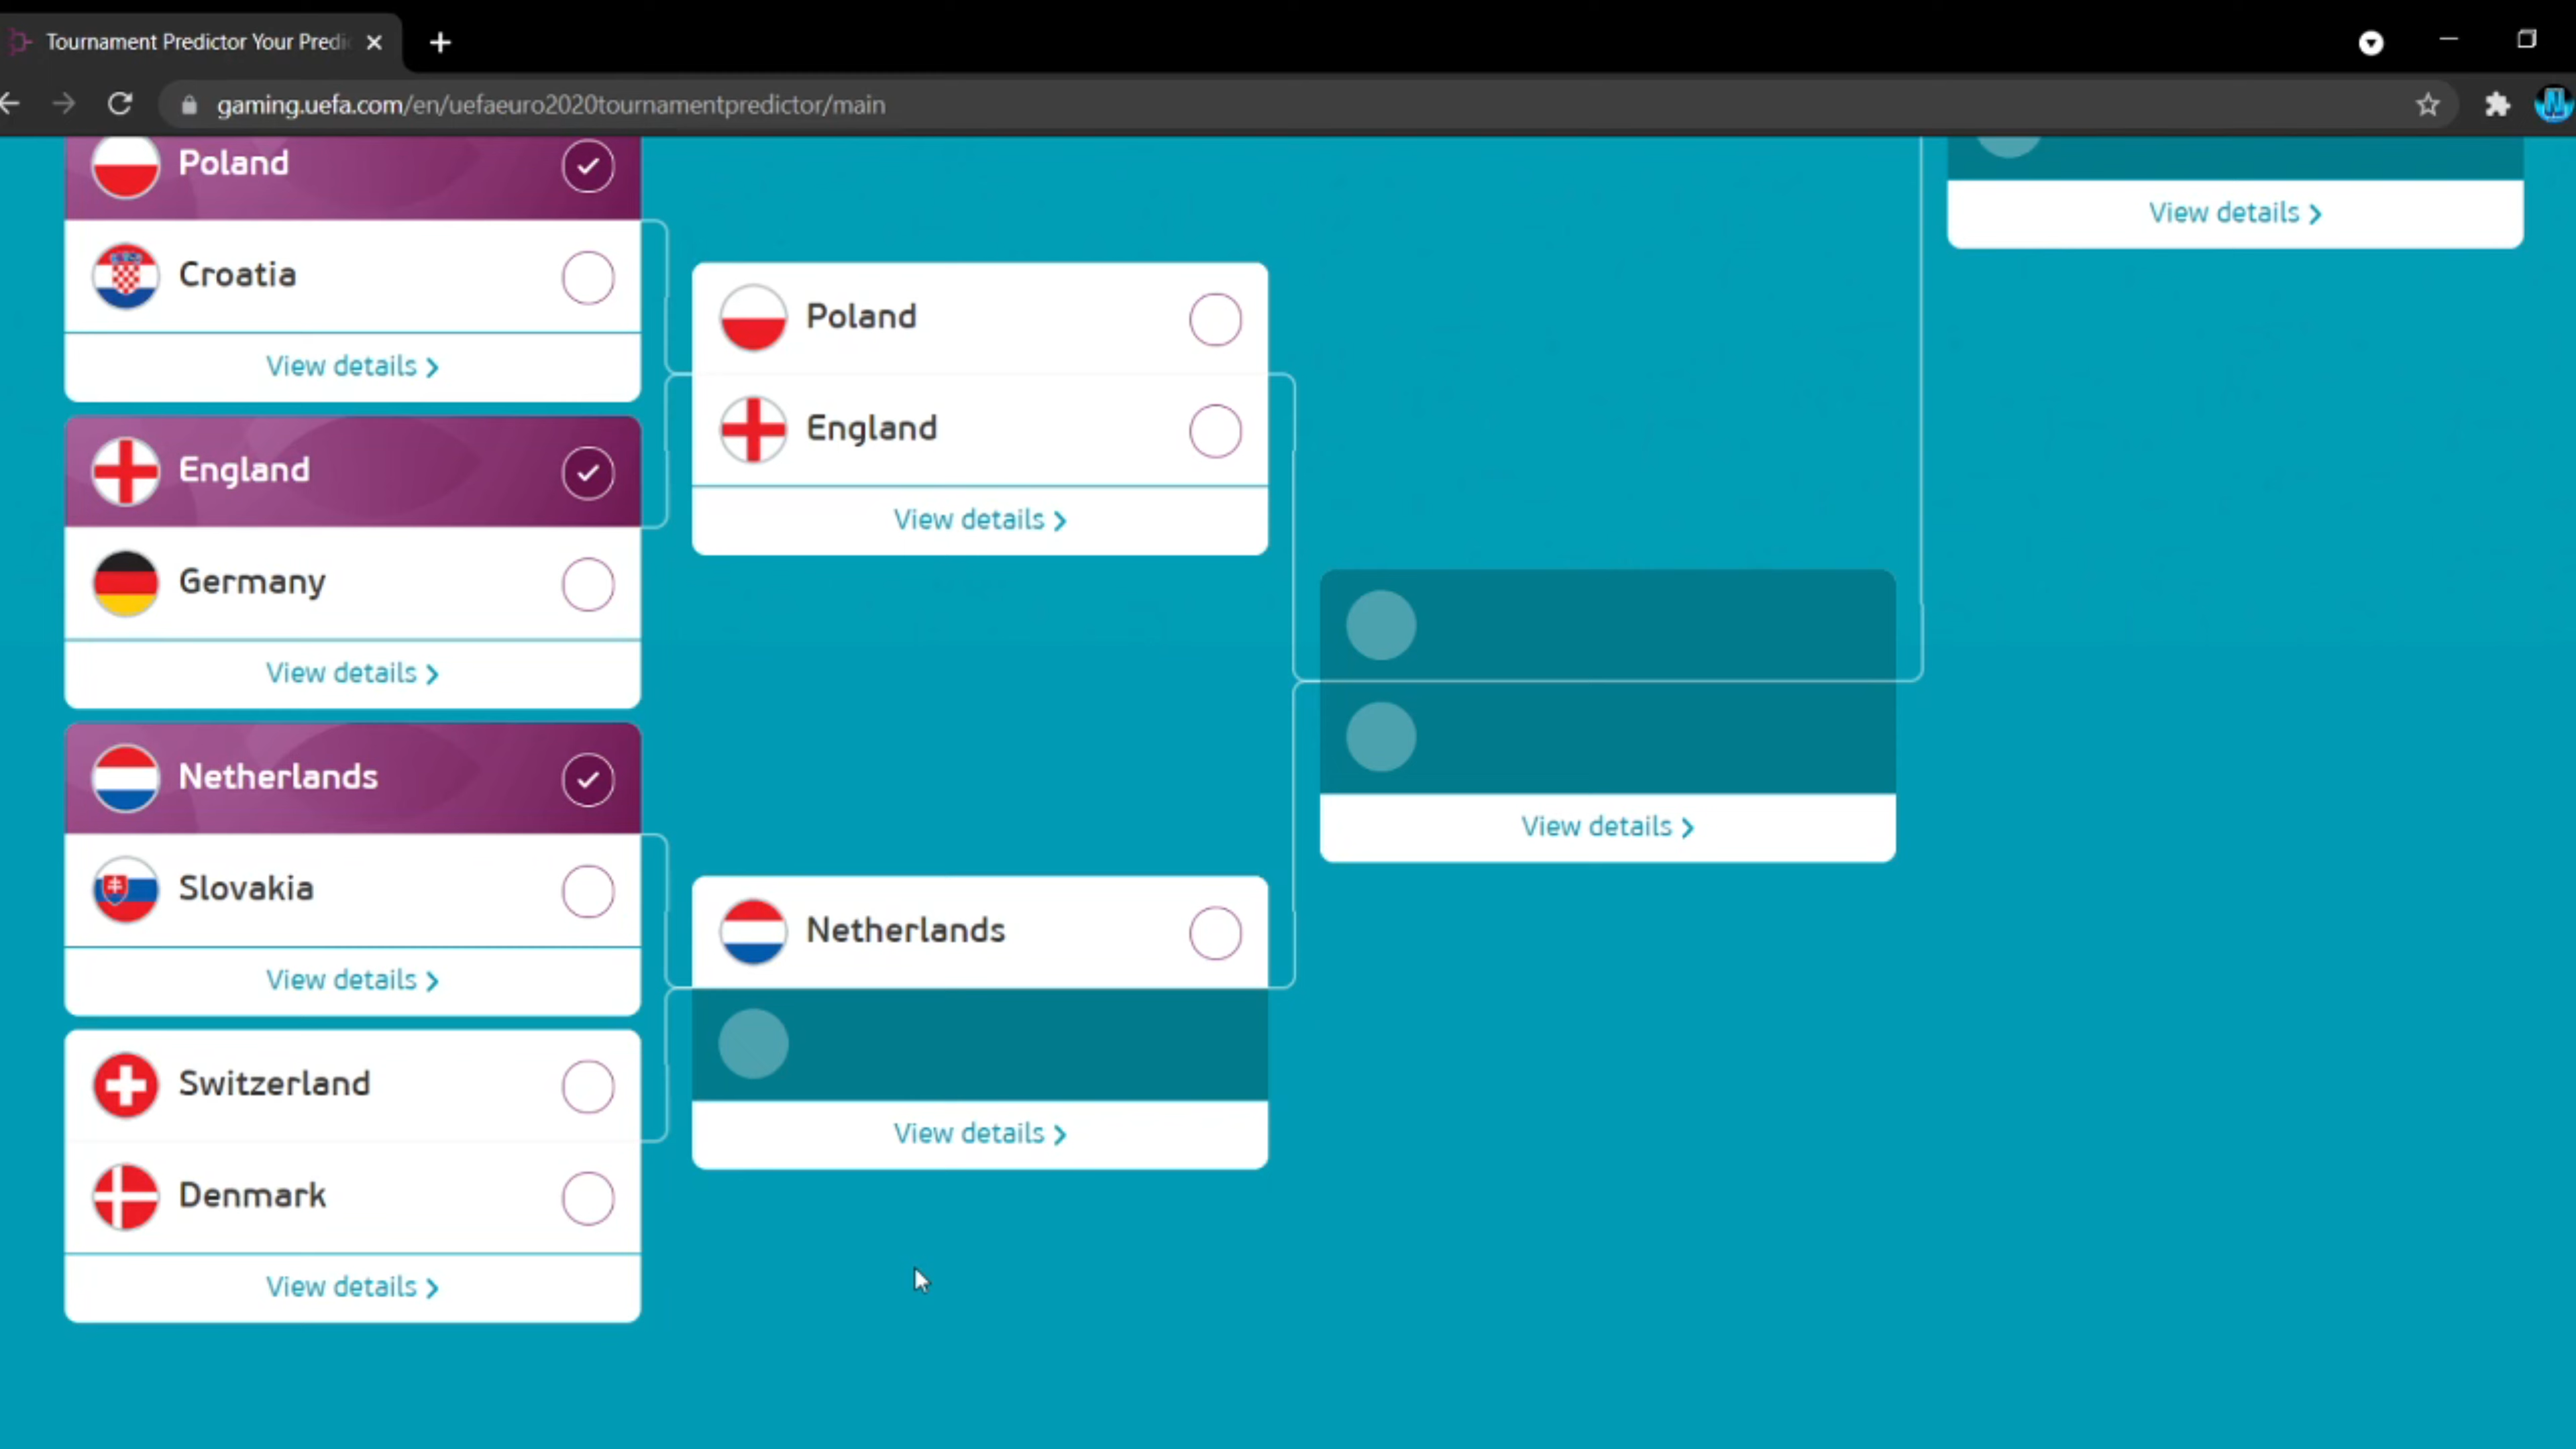 Tournament Predictor Your Predi
gaming.uefa.com/en/uefaeuro2020tournamentpredictor/main
Poland
Croatia
View details
England
Germany
View details
Netherlands
Slovakia
View details
Switzerland
Denmark
View details
Poland
England
View details
Netherlands
View details
View details
View details